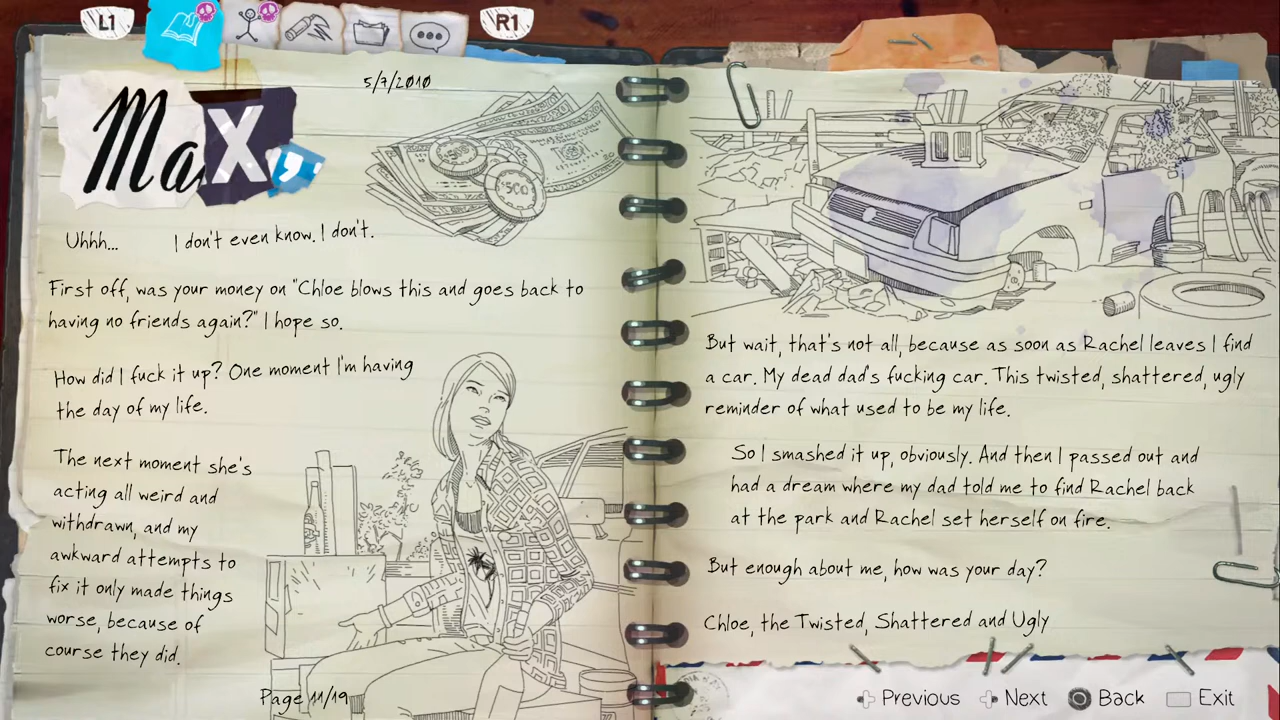 L1
R1
5/7/2010
Max,
$500
Uhhh... I don't even know. I don't.
First off, was your money on "Chloe blows this and goes back to
having no friends again?" I hope so.
How did I fuck it up? One moment I'm having
the day of my life.
The next moment she's
acting all weird and
withdrawn, and my
awkward attempts to
fix it only made things
worse, because of
course they did.
Page 11/19
But wait, that's not all, because as soon as Rachel leaves I find
a car. My dead dad's fucking car. This twisted, shattered, ugly
reminder of what used to be my life.
So I smashed it up, obviously. And then I passed out and
had a dream where my dad told me to find Rachel back
at the park and Rachel set herself on fire.
But enough about me, how was your day?
Chloe, the Twisted, Shattered and Ugly
Previous Next Back Exit